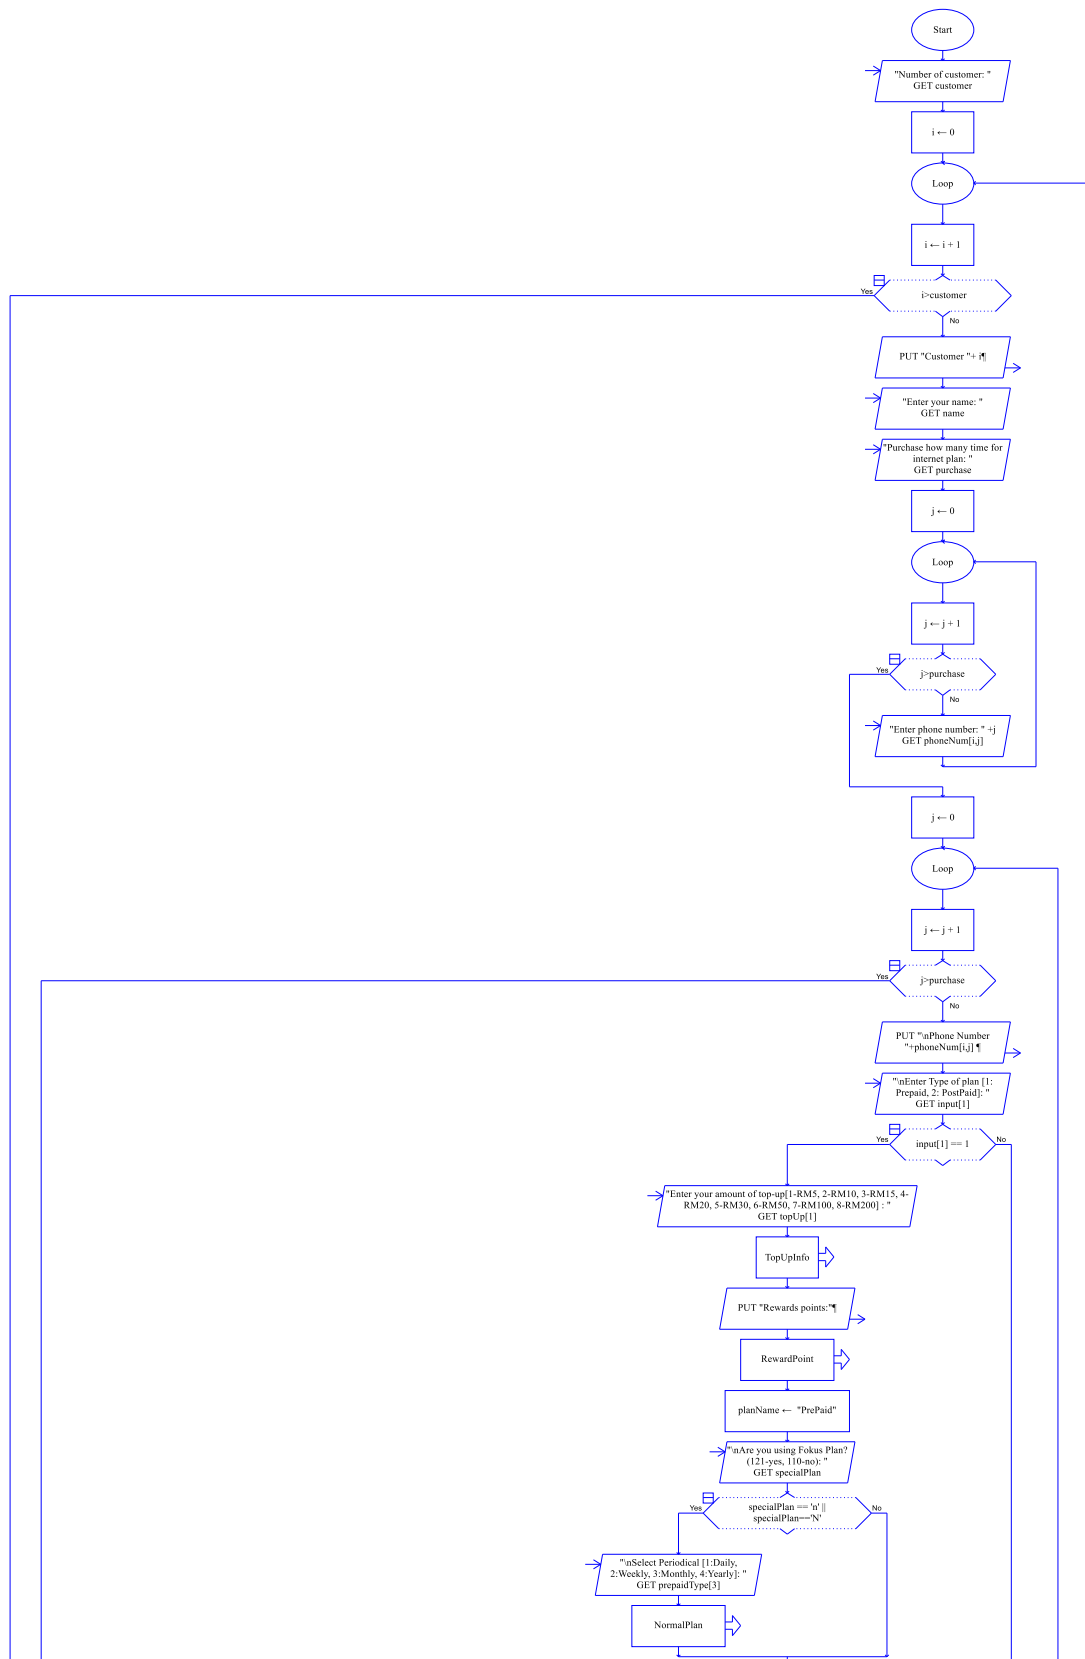 Start
"Number of customer: "
GET customer
i ← 0
Loop
i ← i + 1
Yes
i>customer
No
PUT "Customer "+ i¶
"Enter your name: "
GET name
"Purchase how many time for
internet plan: "
GET purchase
j ← 0
Loop
j ← j + 1
Yes
j>purchase
No
"Enter phone number: " +j
GET phoneNum[i,j]
j ← 0
Loop
j ← j + 1
Yes
j>purchase
No
PUT "\nPhone Number
"+phoneNum[i,j] ¶
"\nEnter Type of plan [1:
Prepaid, 2: PostPaid]: "
GET input[1]
Yes
input[1] == 1
No
"Enter your amount of top-up[1-RM5, 2-RM10, 3-RM15, 4-
RM20, 5-RM30, 6-RM50, 7-RM100, 8-RM200] : "
GET topUp[1]
TopUpInfo
PUT "Rewards points:"¶
RewardPoint
planName ← "PrePaid"
"\nAre you using Fokus Plan?
(121-yes, 110-no): "
GET specialPlan
Yes
specialPlan == 'n' ||
specialPlan=='N'
No
"\nSelect Periodical [1:Daily,
2:Weekly, 3:Monthly, 4:Yearly]: "
GET prepaidType[3]
NormalPlan